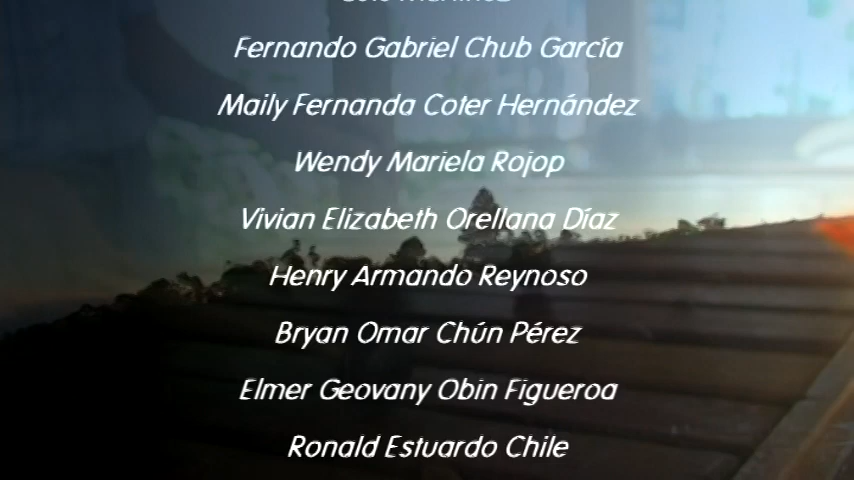 Fernando Gabriel Chub García
Maily Fernanda Coter Hernández
Wendy Mariela Rojop
Vivian Elizabeth Orellana Díaz
Henry Armando Reynoso
Bryan Omar Chún Pérez
Elmer Geovany Obin Figueroa
Ronald Estuardo Chile